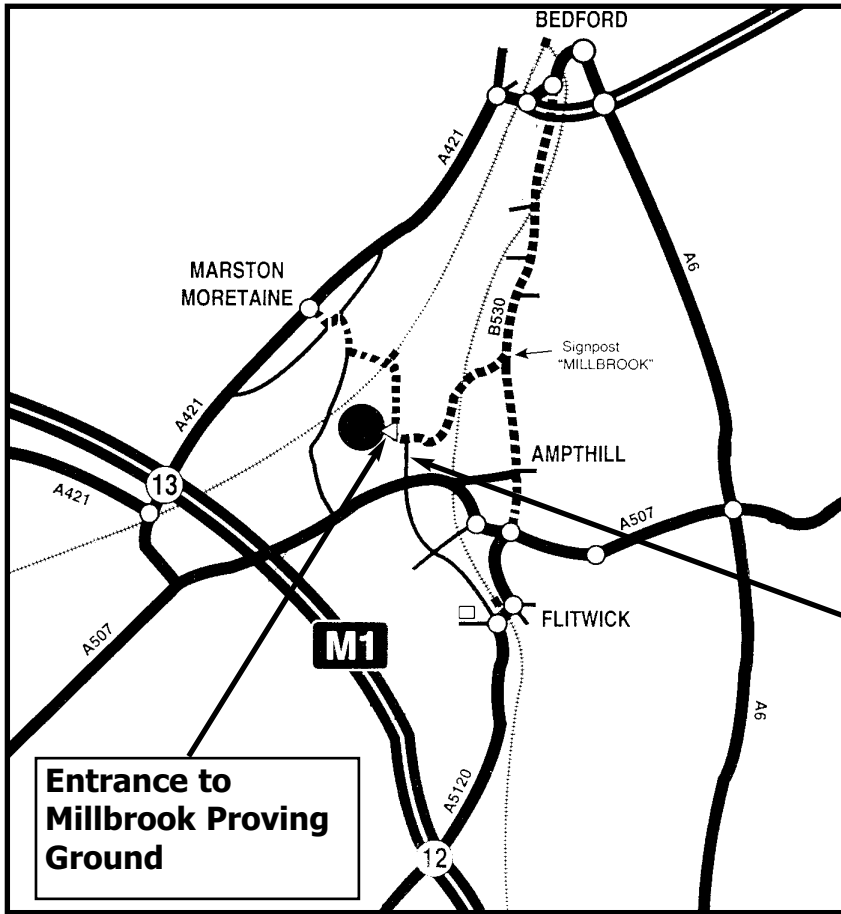 BEDFORD
A421
A6
MARSTON
MORETAINE
B530
Signpost
"MILLBROOK"
A421
AMPTHILL
13
A421
A507
FLITWICK
M1
A507
A6
Entrance to
Millbrook Proving
Ground
A5120
12